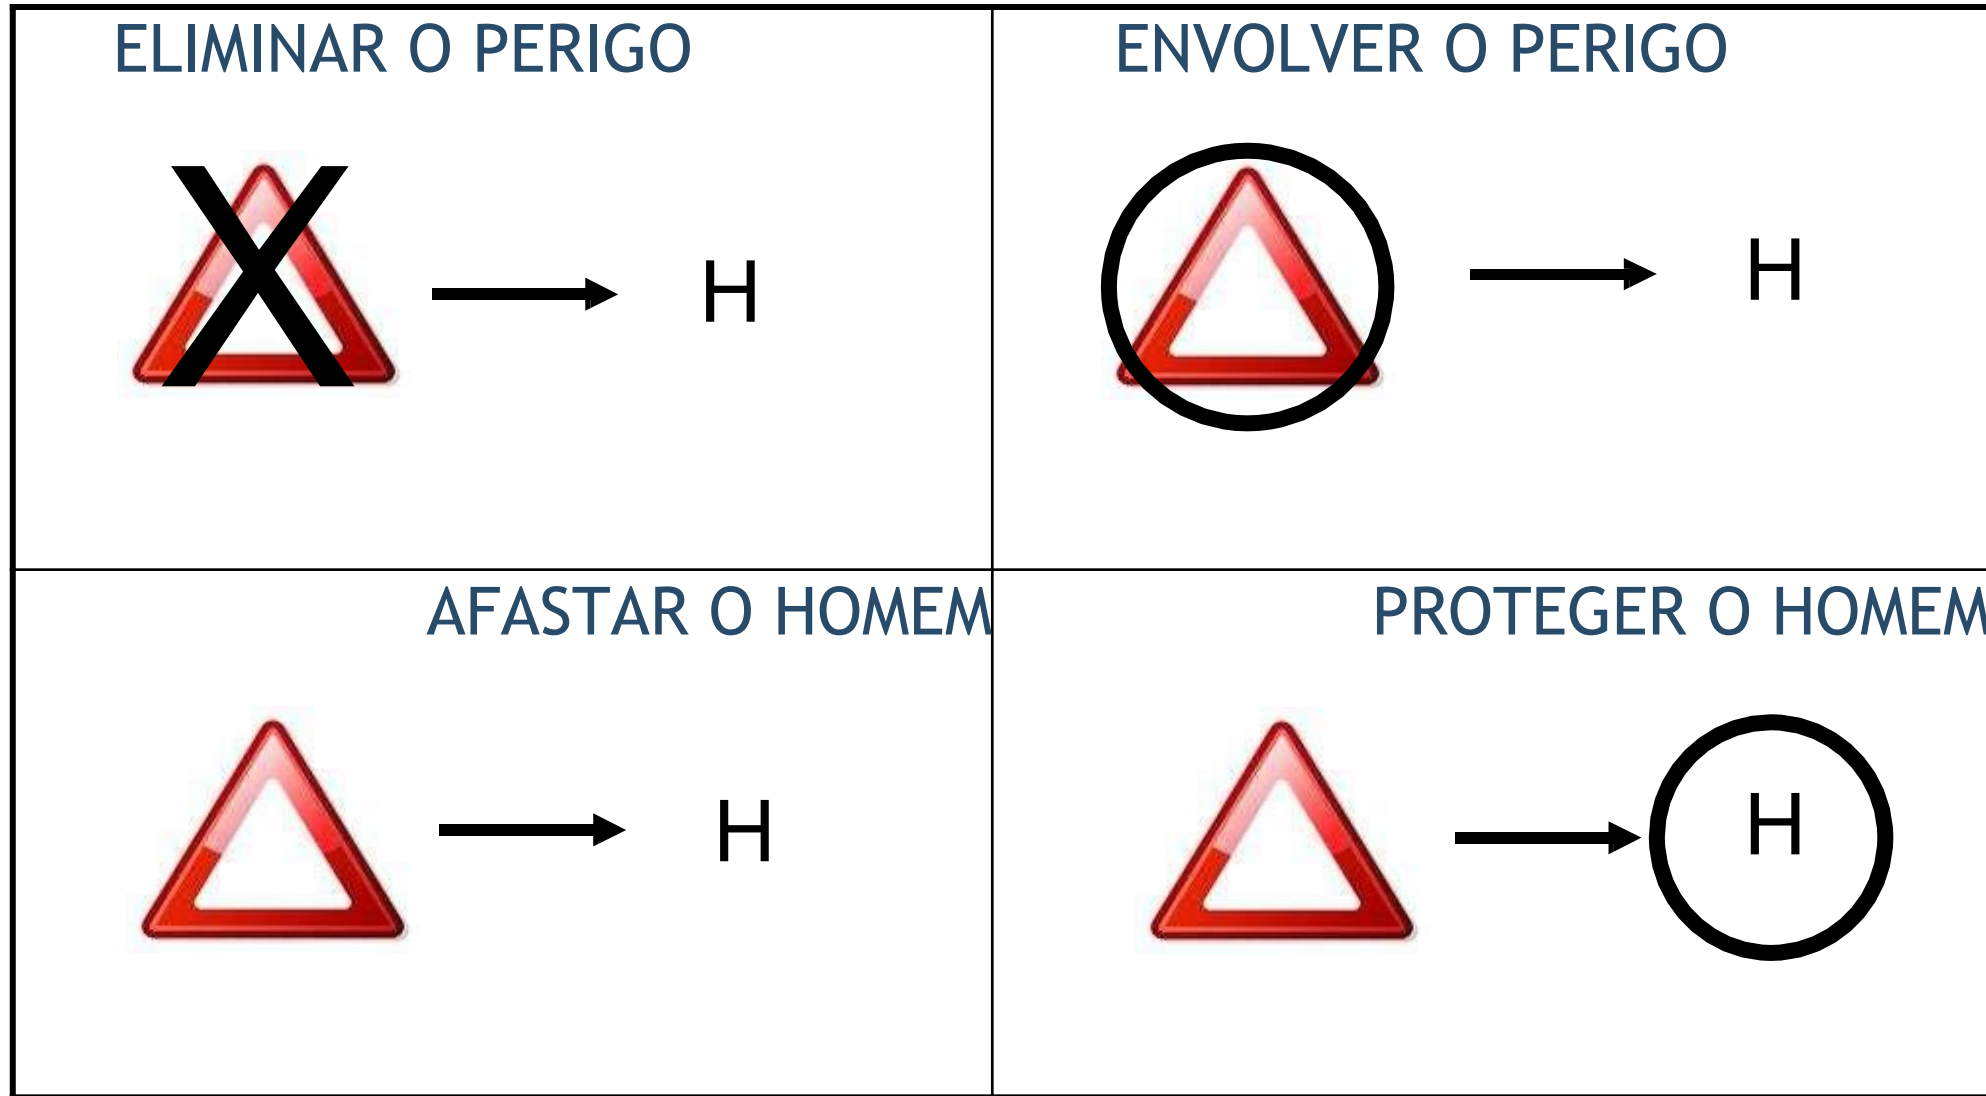 ELIMINAR O PERIGO
X
H
ENVOLVER O PERIGO
H
AFASTAR O HOMEM
H
PROTEGER O HOMEM
H